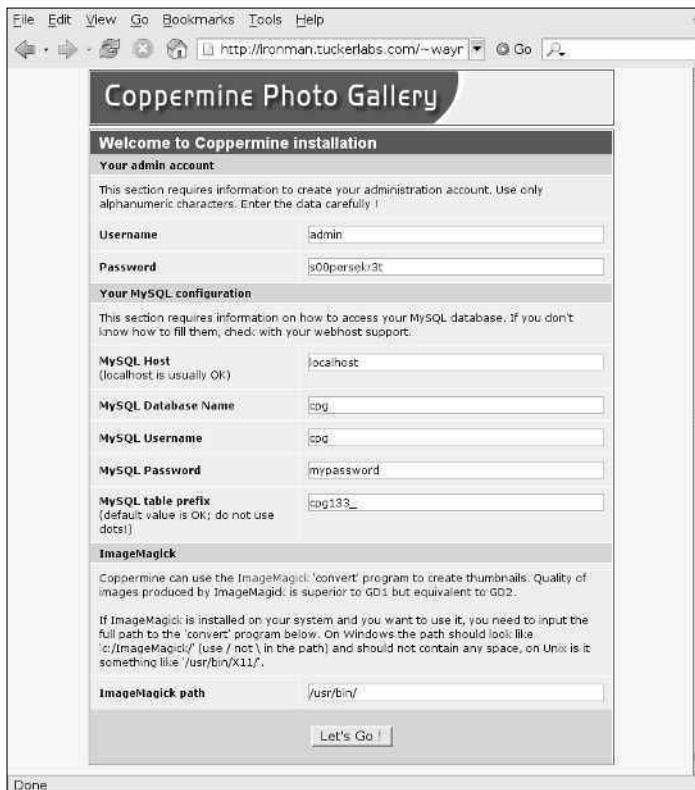 File Edit View Go Bookmarks Tools Help
http://ironman.tuckerlabs.com/~wayr Go
Coppermine Photo Gallery
Welcome to Coppermine installation
Your admin account
This section requires information to create your administration account. Use only
alphanumeric characters. Enter the data carefully !
Username admin
Password s00persekr3t
Your MySQL configuration
This section requires information on how to access your MySQL database. If you don't
know how to fill them, check with your webhost support.
MySQL Host localhost
(localhost is usually OK)
MySQL Database Name cpg
MySQL Username cpg
MySQL Password mypassword
MySQL table prefix cpg133_
(default value is OK; do not use
dots!)
ImageMagick
Coppermine can use the ImageMagick 'convert' program to create thumbnails. Quality of
images produced by ImageMagick is superior to GD1 but equivalent to GD2.
If ImageMagick is installed on your system and you want to use it, you need to input the
full path to the 'convert' program below. On Windows the path should look like
'c:/ImageMagick/' (use / not \ in the path) and should not contain any space, on Unix is it
something like '/usr/bin/X11/'.
ImageMagick path /usr/bin/
Let's Go !
Done